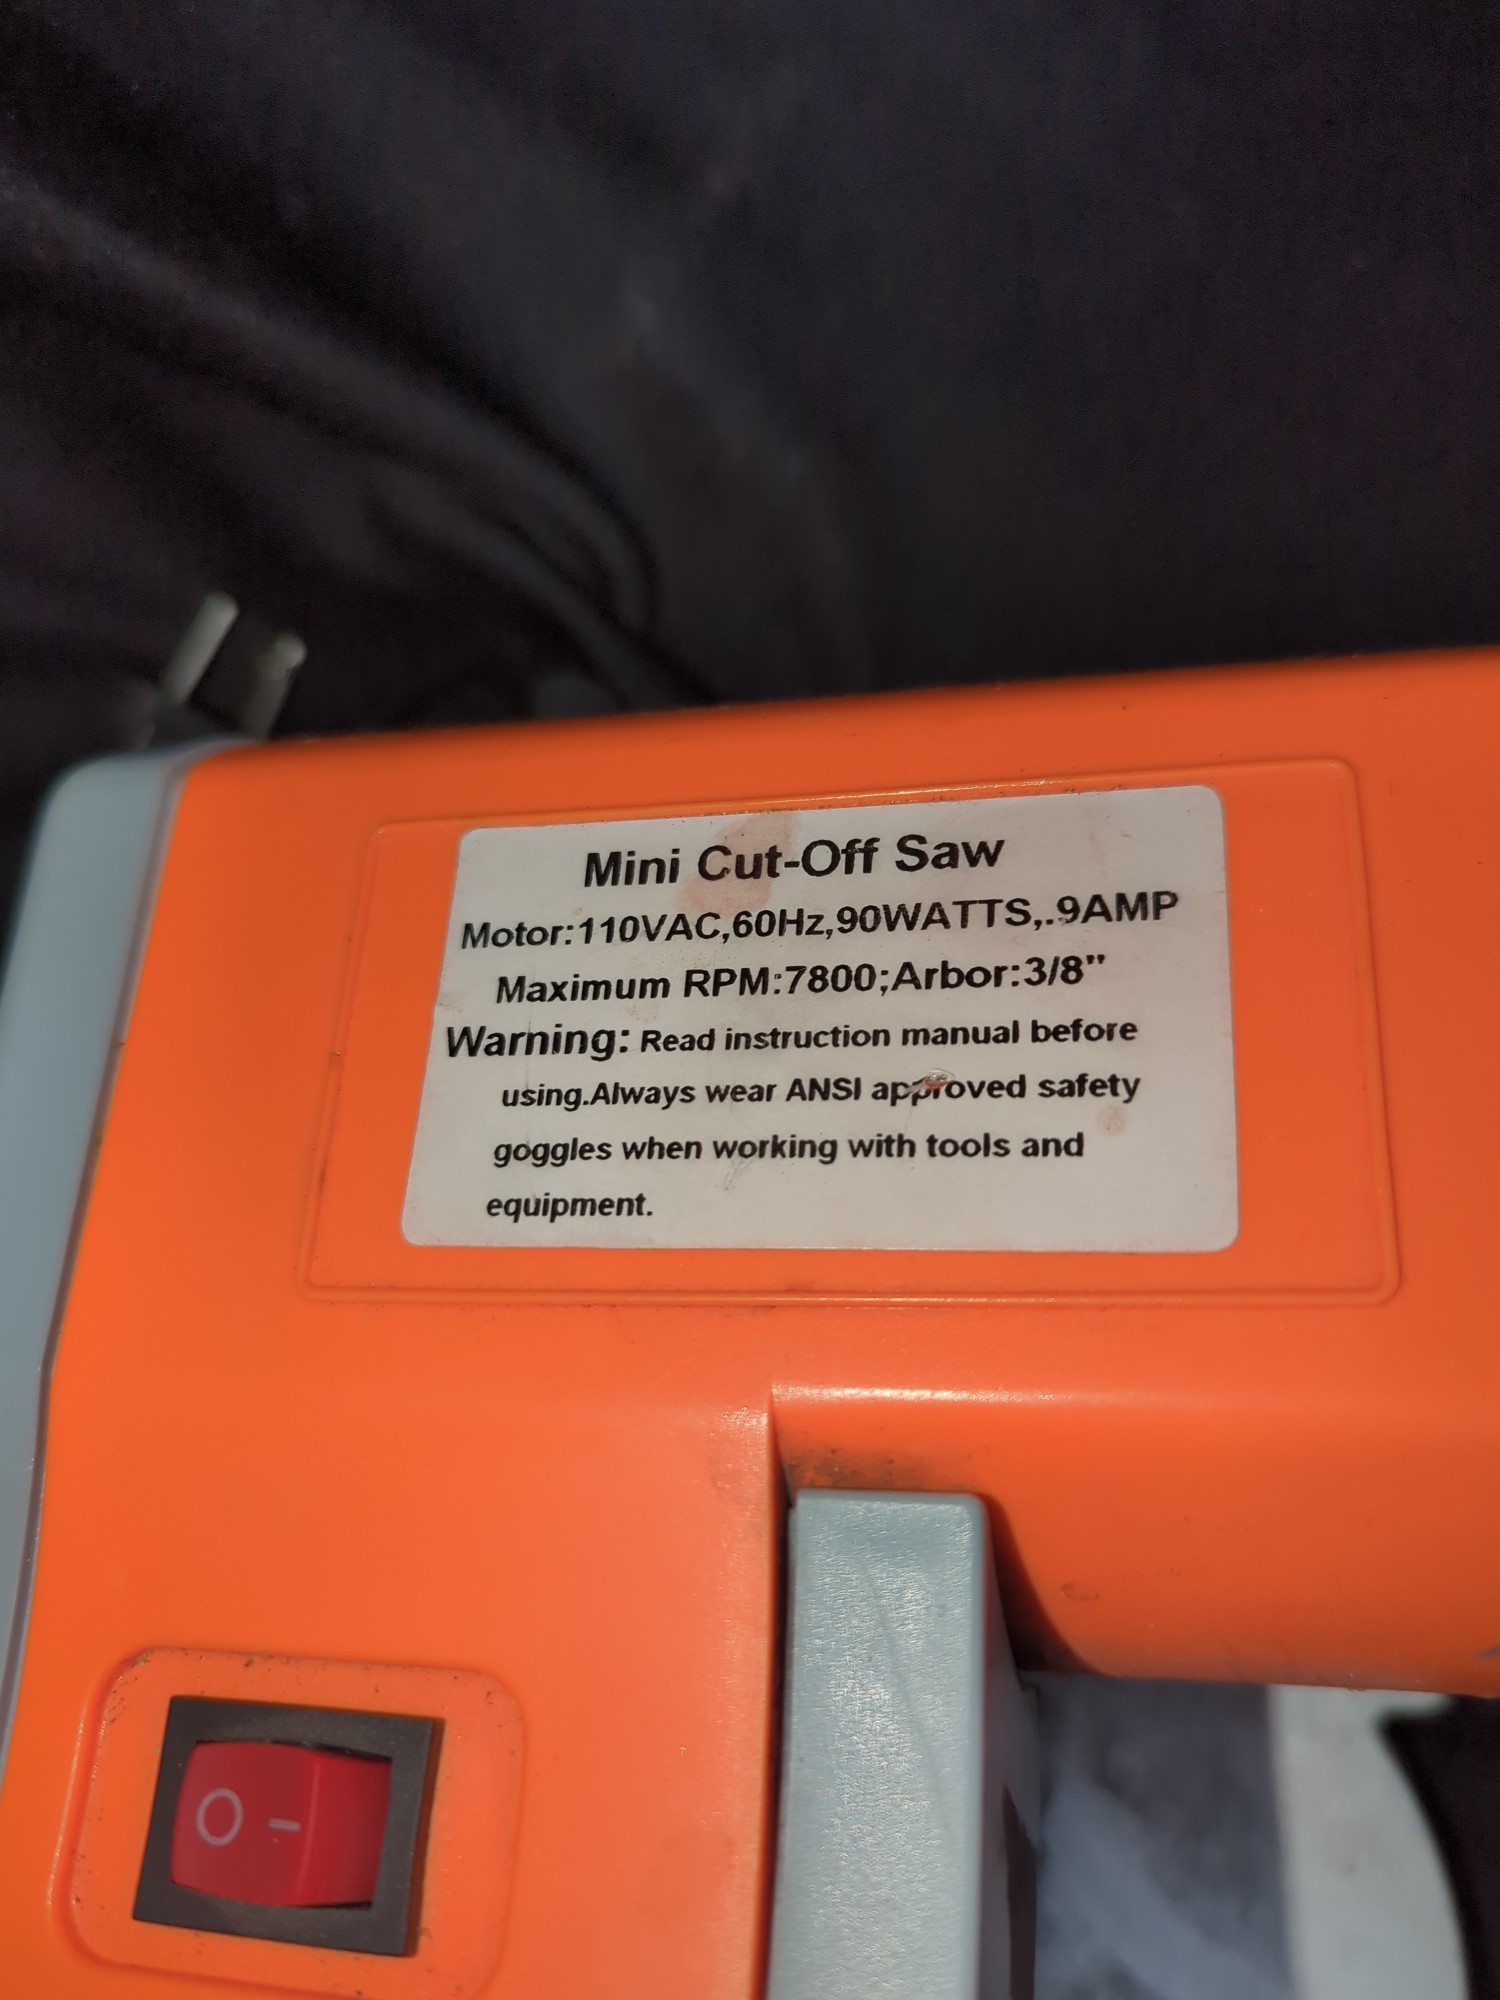 Mini Cut-Off Saw
Motor:110VAC,60Hz,90WATTS,.9AMP
Maximum RPM:7800;Arbor:3/8"
Warning: Read instruction manual before
using.Always wear ANSI approved safety
goggles when working with tools and
equipment.
O –